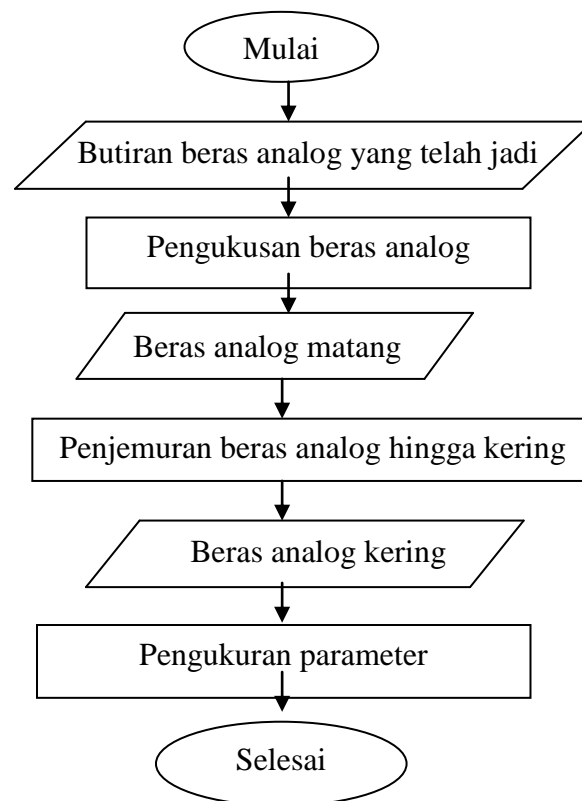 Mulai
Butiran beras analog yang telah jadi
Pengukusan beras analog
Beras analog matang
Penjemuran beras analog hingga kering
Beras analog kering
Pengukuran parameter
Selesai